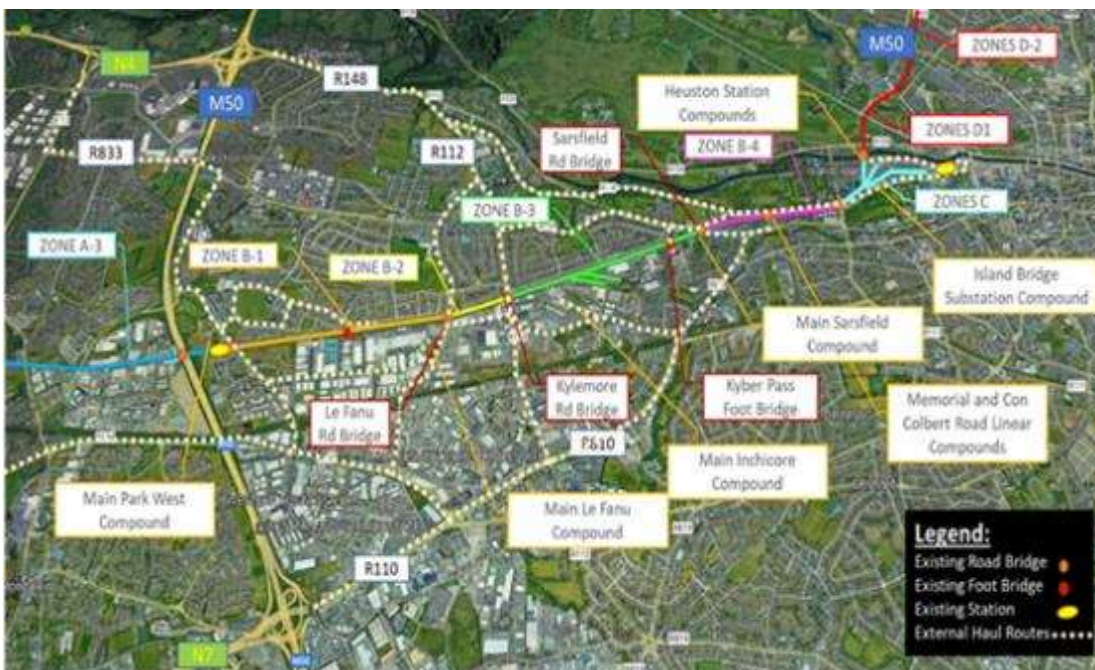 N4
M50
R148
M50
ZONES D-2
Heuston Station
Compounds
Sarsfield
Rd Bridge
ZONES D1
R833
R112
ZONE B-4
ZONE B-3
ZONES C
ZONE A-3
ZONE B-1
ZONE B-2
Island Bridge
Substation Compound
Main Sarsfield
Compound
Le Fanu
Rd Bridge
Kylemore
Rd Bridge
Kyber Pass
Foot Bridge
Memorial and Con
Colbert Road Linear
Compounds
R810
Main Inchicore
Compound
Main Park West
Compound
Main Le Fanu
Compound
R110
N7
Legend:
Existing Road Bridge
Existing Foot Bridge
Existing Station
External Haul Routes